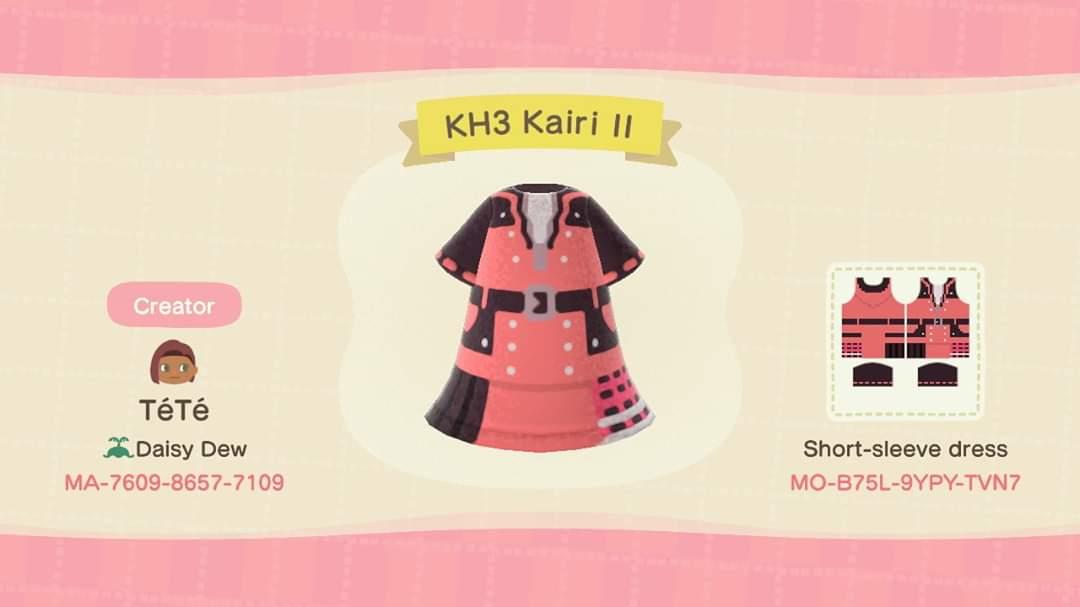 KH3 Kairi II
Creator
TéTé
Daisy Dew
MA-7609-8657-7109
Short-sleeve dress
MO-B75L-9YPY-TVN7